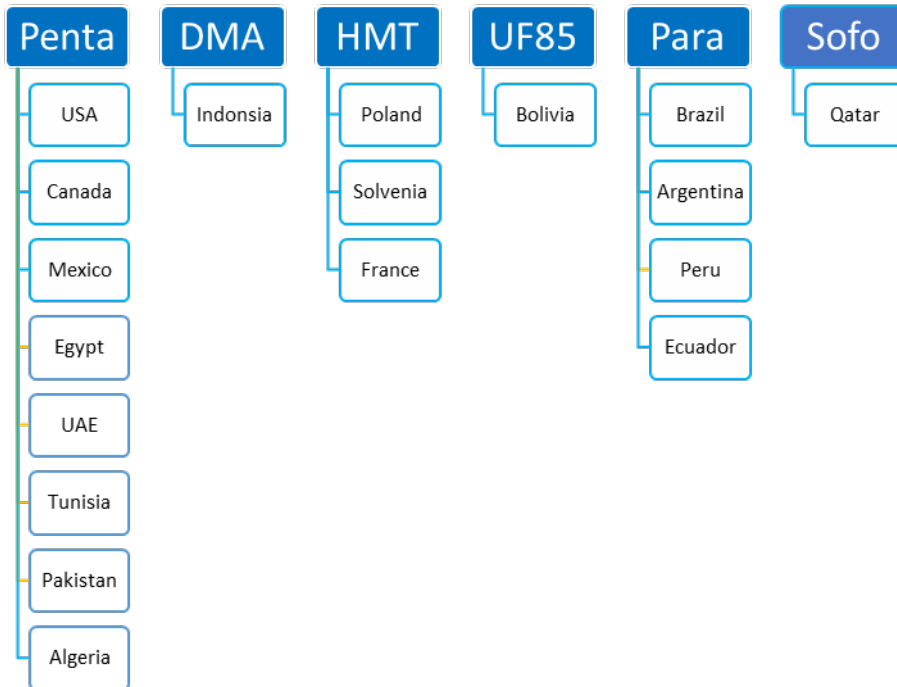 Penta
USA
Canada
Mexico
Egypt
UAE
Tunisia
Pakistan
Algeria
DMA
Indonsia
HMT
Poland
Solvenia
France
UF85
Bolivia
Para
Brazil
Argentina
Peru
Ecuador
Sofo
Qatar